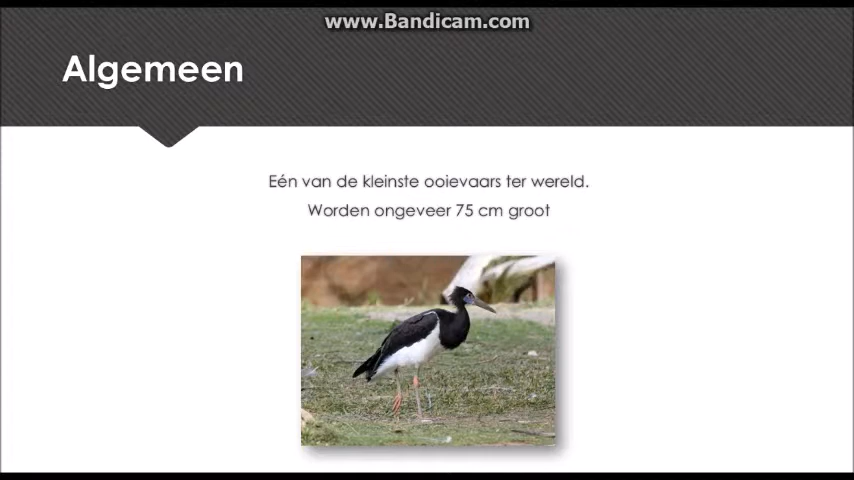 www.Bandicam.com
Algemeen
Eén van de kleinste ooievaars ter wereld.
Worden ongeveer 75 cm groot